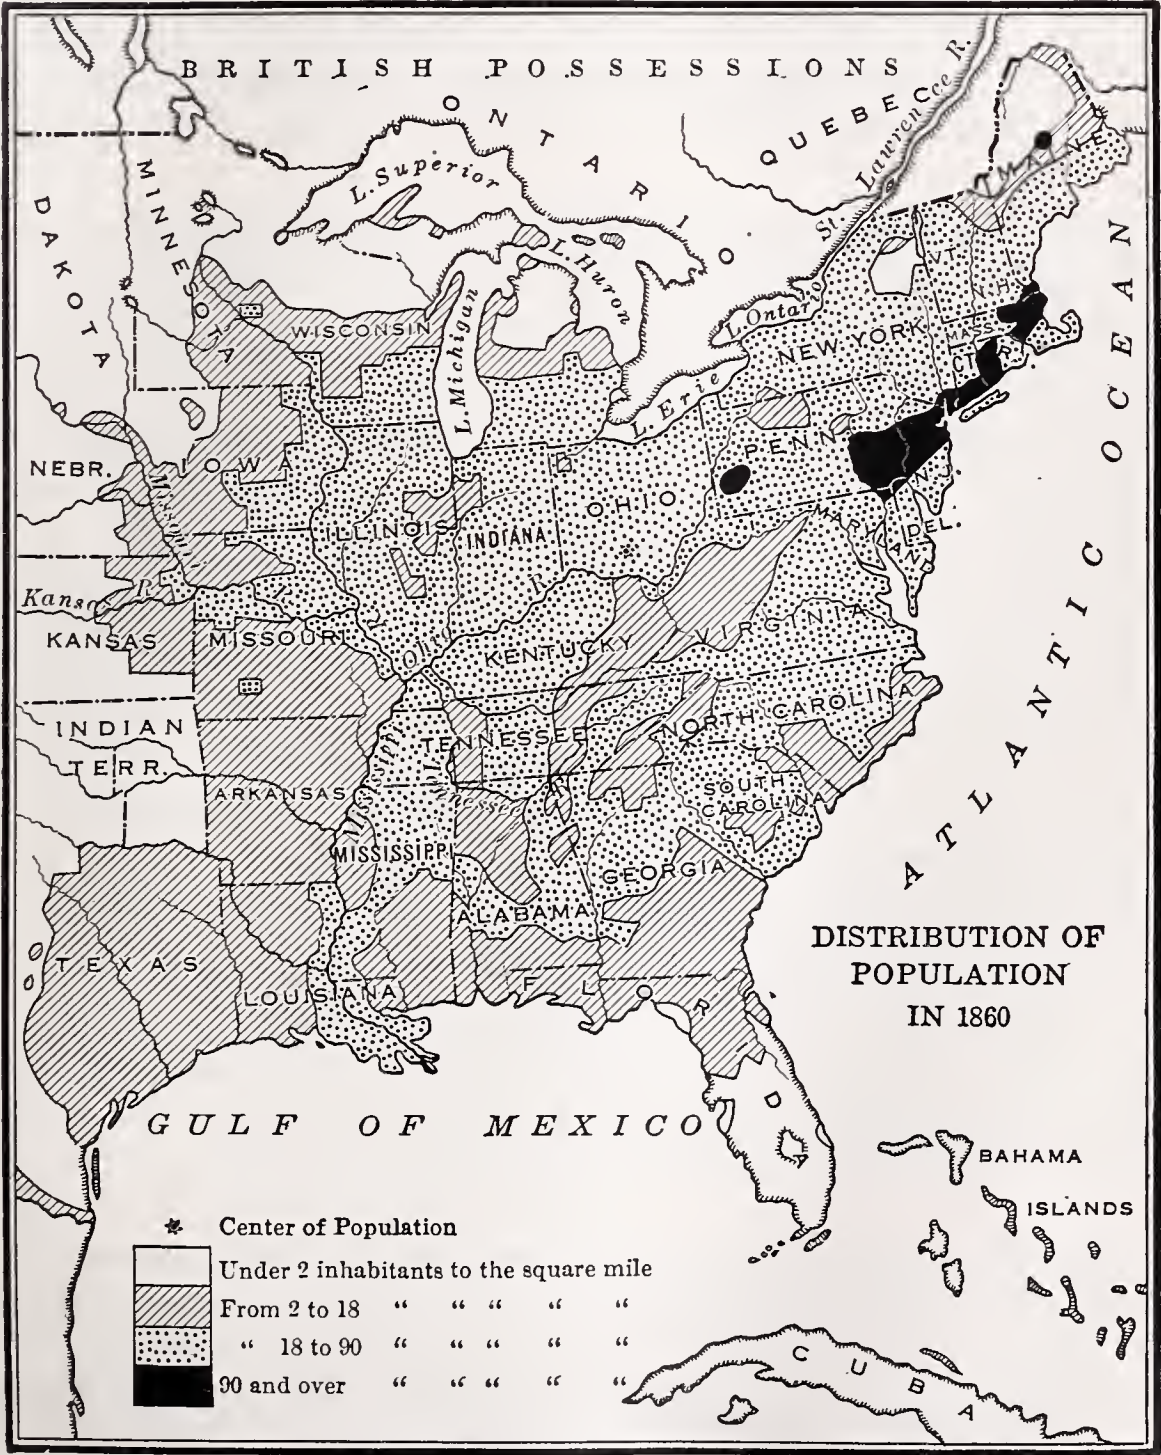 BRITISH POSSESSIONS
ONTARIO
QUEBEC
St. Lawrence R.
MAINE
L. Superior
MINNESOTA
DAKOTA
L. Huron
VT.
N.H.
WISCONSIN
L. Michigan
L. Ontario
NEW YORK
MASS.
CT.
R.I.
L. Erie
PENN.
N.J.
NEBR.
IOWA
Missouri
ILLINOIS
INDIANA
OHIO
MARYLAND
DEL.
ATLANTIC OCEAN
Kansas R.
R.
R.
KANSAS
MISSOURI
Ohio R.
KENTUCKY
VIRGINIA
INDIAN
TERR.
TENNESSEE
NORTH CAROLINA
ARKANSAS
Mississippi
Tennessee
R.
SOUTH
CAROLINA
MISSISSIPPI
ALABAMA
GEORGIA
TEXAS
LOUISIANA
FLORIDA
DISTRIBUTION OF
POPULATION
IN 1860
GULF OF MEXICO
BAHAMA
ISLANDS
CUBA
Center of Population
Under 2 inhabitants to the square mile
From 2 to 18 “ “ “ “ “
“ 18 to 90 “ “ “ “ “
90 and over “ “ “ “ “